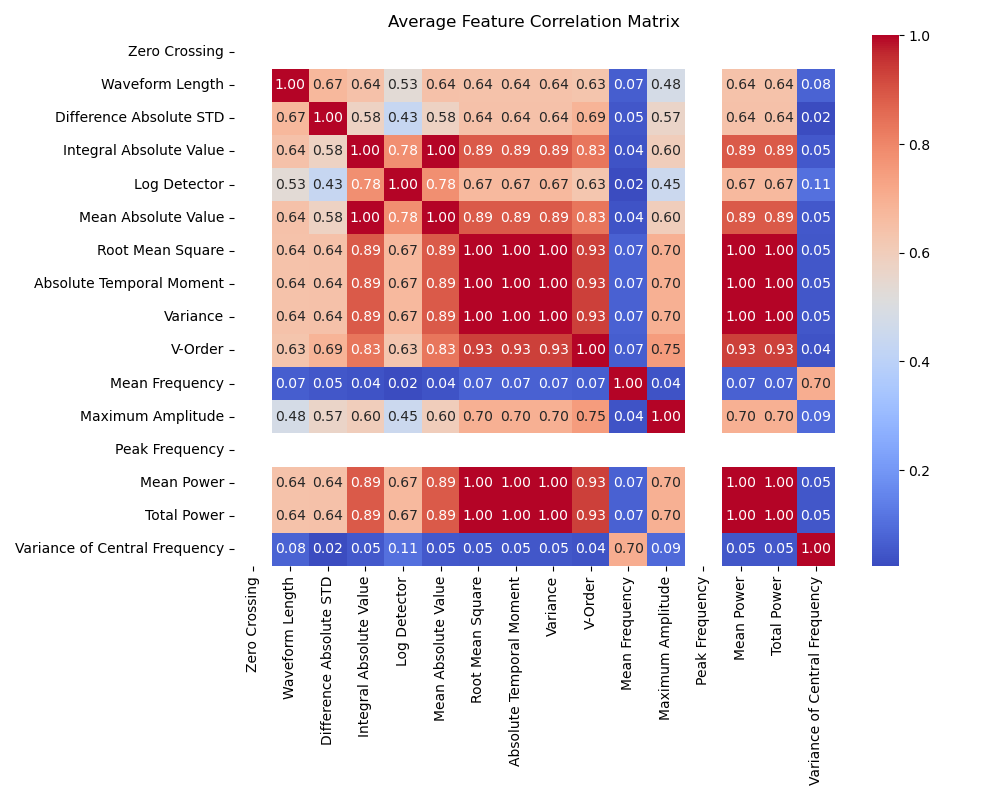 Average Feature Correlation Matrix
Zero Crossing
Waveform Length 1.00 0.67 0.64 0.53 0.64 0.64 0.64 0.64 0.63 0.07 0.48 0.64 0.64 0.08
Difference Absolute STD 0.67 1.00 0.58 0.43 0.58 0.64 0.64 0.64 0.69 0.05 0.57 0.64 0.64 0.02
Integral Absolute Value 0.64 0.58 1.00 0.78 1.00 0.89 0.89 0.89 0.83 0.04 0.60 0.89 0.89 0.05
Log Detector 0.53 0.43 0.78 1.00 0.78 0.67 0.67 0.67 0.63 0.02 0.45 0.67 0.67 0.11
Mean Absolute Value 0.64 0.58 1.00 0.78 1.00 0.89 0.89 0.89 0.83 0.04 0.60 0.89 0.89 0.05
Root Mean Square 0.64 0.64 0.89 0.67 0.89 1.00 1.00 1.00 0.93 0.07 0.70 1.00 1.00 0.05
Absolute Temporal Moment 0.64 0.64 0.89 0.67 0.89 1.00 1.00 1.00 0.93 0.07 0.70 1.00 1.00 0.05
Variance 0.64 0.64 0.89 0.67 0.89 1.00 1.00 1.00 0.93 0.07 0.70 1.00 1.00 0.05
V-Order 0.63 0.69 0.83 0.63 0.83 0.93 0.93 0.93 1.00 0.07 0.75 0.93 0.93 0.04
Mean Frequency 0.07 0.05 0.04 0.02 0.04 0.07 0.07 0.07 0.07 1.00 0.04 0.07 0.07 0.70
Maximum Amplitude 0.48 0.57 0.60 0.45 0.60 0.70 0.70 0.70 0.75 0.04 1.00 0.70 0.70 0.09
Peak Frequency
Mean Power 0.64 0.64 0.89 0.67 0.89 1.00 1.00 1.00 0.93 0.07 0.70 1.00 1.00 0.05
Total Power 0.64 0.64 0.89 0.67 0.89 1.00 1.00 1.00 0.93 0.07 0.70 1.00 1.00 0.05
Variance of Central Frequency 0.08 0.02 0.05 0.11 0.05 0.05 0.05 0.05 0.04 0.70 0.09 0.05 0.05 1.00
Zero Crossing
Waveform Length
Difference Absolute STD
Integral Absolute Value
Log Detector
Mean Absolute Value
Root Mean Square
Absolute Temporal Moment
Variance
V-Order
Mean Frequency
Maximum Amplitude
Peak Frequency
Mean Power
Total Power
Variance of Central Frequency
1.0
0.8
0.6
0.4
0.2